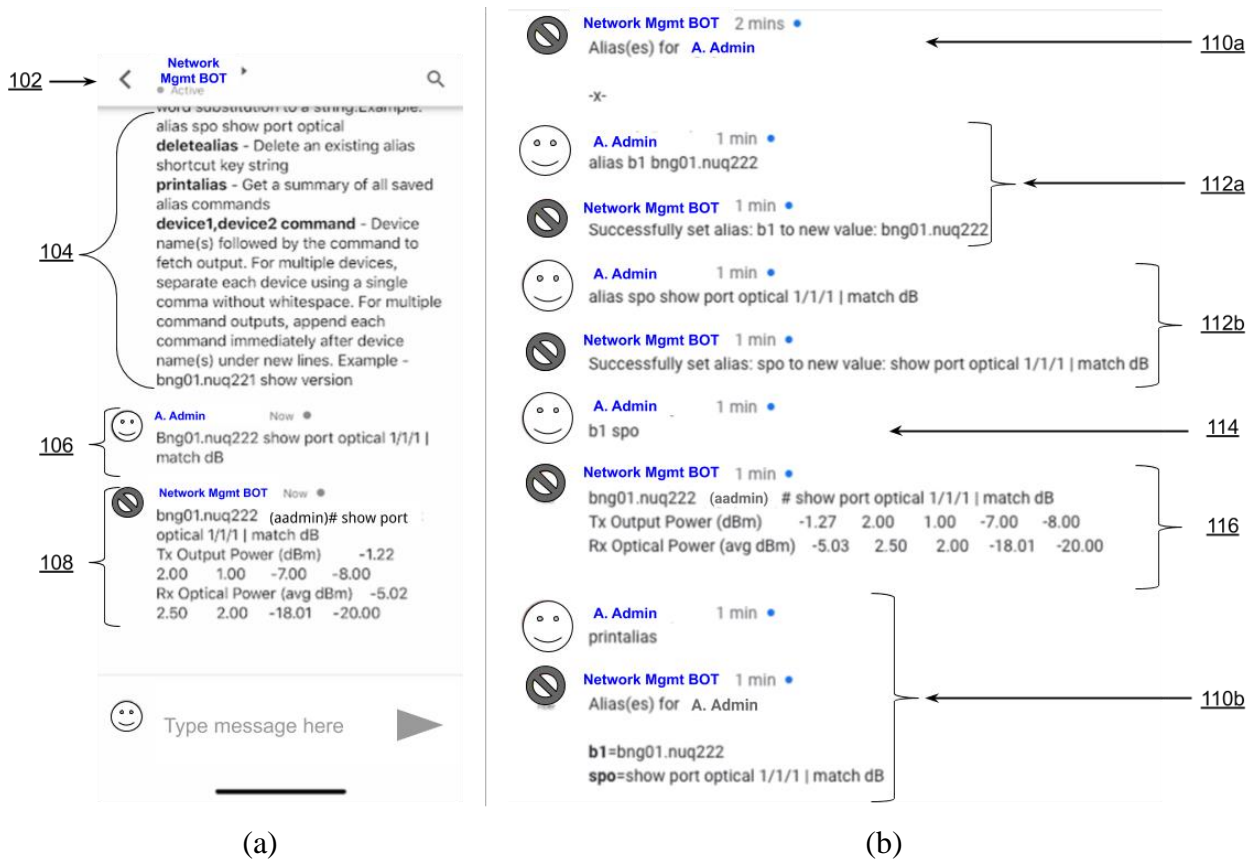 102
Network
Mgmt BOT
Active
word substitution to a string.Example:
alias spo show port optical
deletealias - Delete an existing alias
shortcut key string
printalias - Get a summary of all saved
alias commands
device1,device2 command - Device
name(s) followed by the command to
fetch output. For multiple devices,
separate each device using a single
comma without whitespace. For multiple
command outputs, append each
command immediately after device
name(s) under new lines. Example -
bng01.nuq221 show version
104
A. Admin Now
Bng01.nuq222 show port optical 1/1/1 |
match dB
106
Network Mgmt BOT Now
bng01.nuq222 (aadmin)# show port
optical 1/1/1 | match dB
Tx Output Power (dBm) -1.22
2.00 1.00 -7.00 -8.00
Rx Optical Power (avg dBm) -5.02
2.50 2.00 -18.01 -20.00
108
Type message here
(a)
Network Mgmt BOT 2 mins
Alias(es) for A. Admin
-x-
110a
A. Admin 1 min
alias b1 bng01.nuq222
Network Mgmt BOT 1 min
Successfully set alias: b1 to new value: bng01.nuq222
112a
A. Admin 1 min
alias spo show port optical 1/1/1 | match dB
Network Mgmt BOT 1 min
Successfully set alias: spo to new value: show port optical 1/1/1 | match dB
112b
A. Admin 1 min
b1 spo
114
Network Mgmt BOT 1 min
bng01.nuq222 (aadmin) # show port optical 1/1/1 | match dB
Tx Output Power (dBm) -1.27 2.00 1.00 -7.00 -8.00
Rx Optical Power (avg dBm) -5.03 2.50 2.00 -18.01 -20.00
116
A. Admin 1 min
printalias
Network Mgmt BOT 1 min
Alias(es) for A. Admin
b1=bng01.nuq222
spo=show port optical 1/1/1 | match dB
110b
(b)